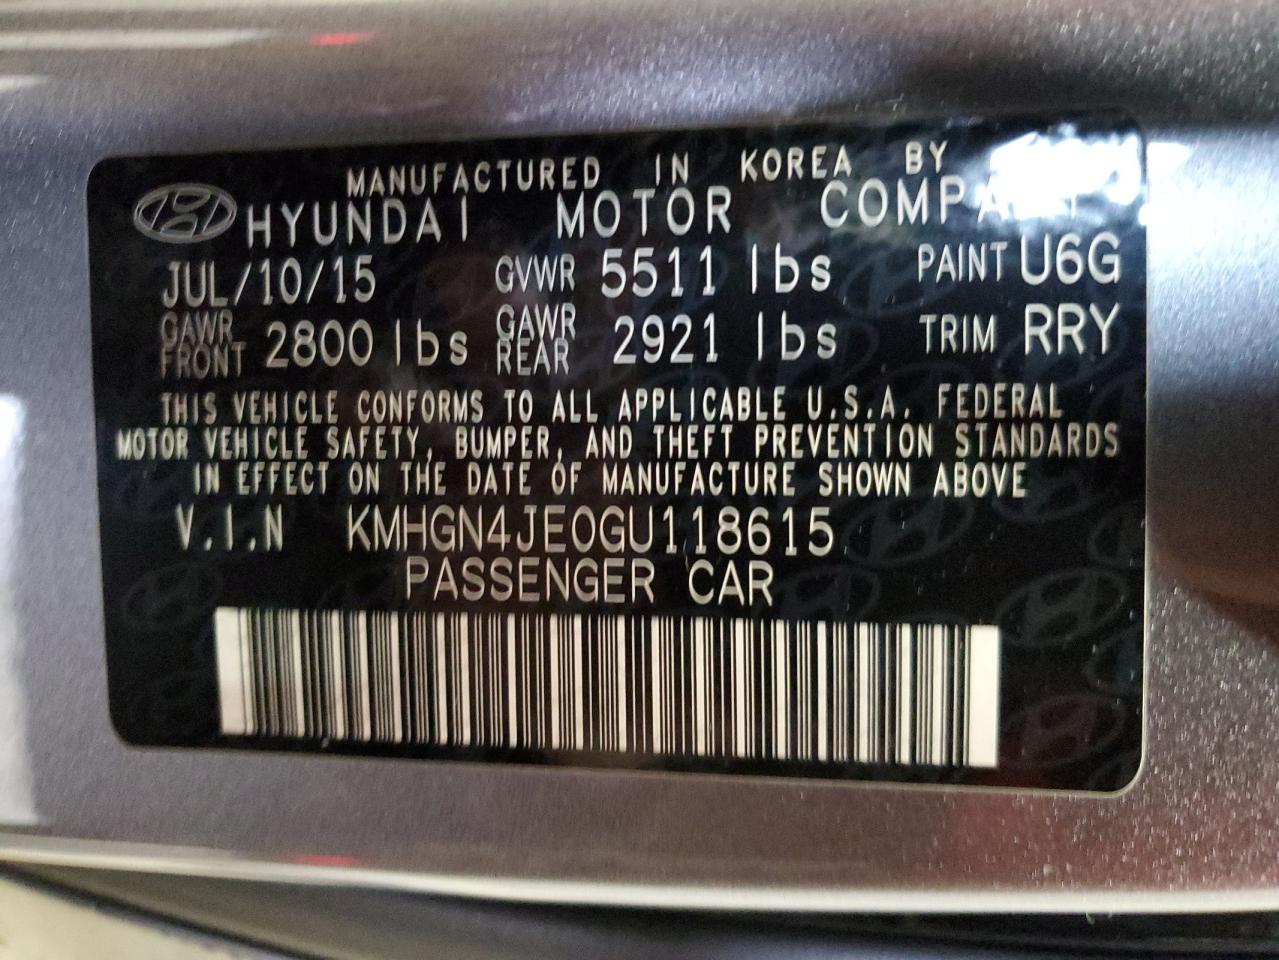 MANUFACTURED IN KOREA BY
HYUNDAI MOTOR COMPANY
JUL/10/15 GVWR 5511 lbs PAINT U6G
GAWR FRONT 2800 lbs GAWR REAR 2921 lbs TRIM RRY
THIS VEHICLE CONFORMS TO ALL APPLICABLE U.S.A. FEDERAL
MOTOR VEHICLE SAFETY, BUMPER, AND THEFT PREVENTION STANDARDS
IN EFFECT ON THE DATE OF MANUFACTURE SHOWN ABOVE
V.I.N KMHGN4JE0GU118615
PASSENGER CAR